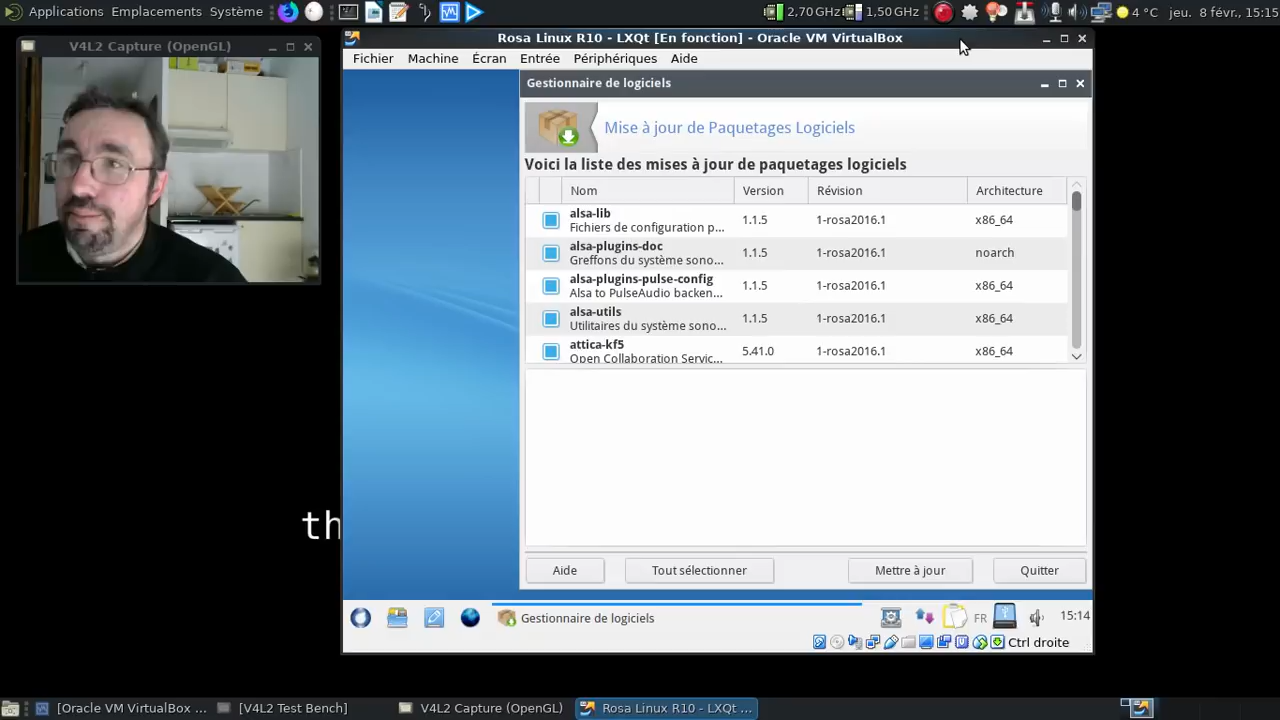 Applications Emplacements Système
2,70 GHz 1,50 GHz 4 °C jeu. 8 févr., 15:15
V4L2 Capture (OpenGL)
Rosa Linux R10 - LXQt [En fonction] - Oracle VM VirtualBox
Fichier Machine Écran Entrée Périphériques Aide
Gestionnaire de logiciels
Mise à jour de Paquetages Logiciels
Voici la liste des mises à jour de paquetages logiciels
Nom Version Révision Architecture
alsa-lib
Fichiers de configuration p... 1.1.5 1-rosa2016.1 x86_64
alsa-plugins-doc
Greffons du système sono... 1.1.5 1-rosa2016.1 noarch
alsa-plugins-pulse-config
Alsa to PulseAudio backen... 1.1.5 1-rosa2016.1 x86_64
alsa-utils
Utilitaires du système sono... 1.1.5 1-rosa2016.1 x86_64
attica-kf5
Open Collaboration Servic... 5.41.0 1-rosa2016.1 x86_64
th
Aide Tout sélectionner Mettre à jour Quitter
Gestionnaire de logiciels FR 15:14
Ctrl droite
[Oracle VM VirtualBox ... [V4L2 Test Bench] V4L2 Capture (OpenGL) Rosa Linux R10 - LXQt ...